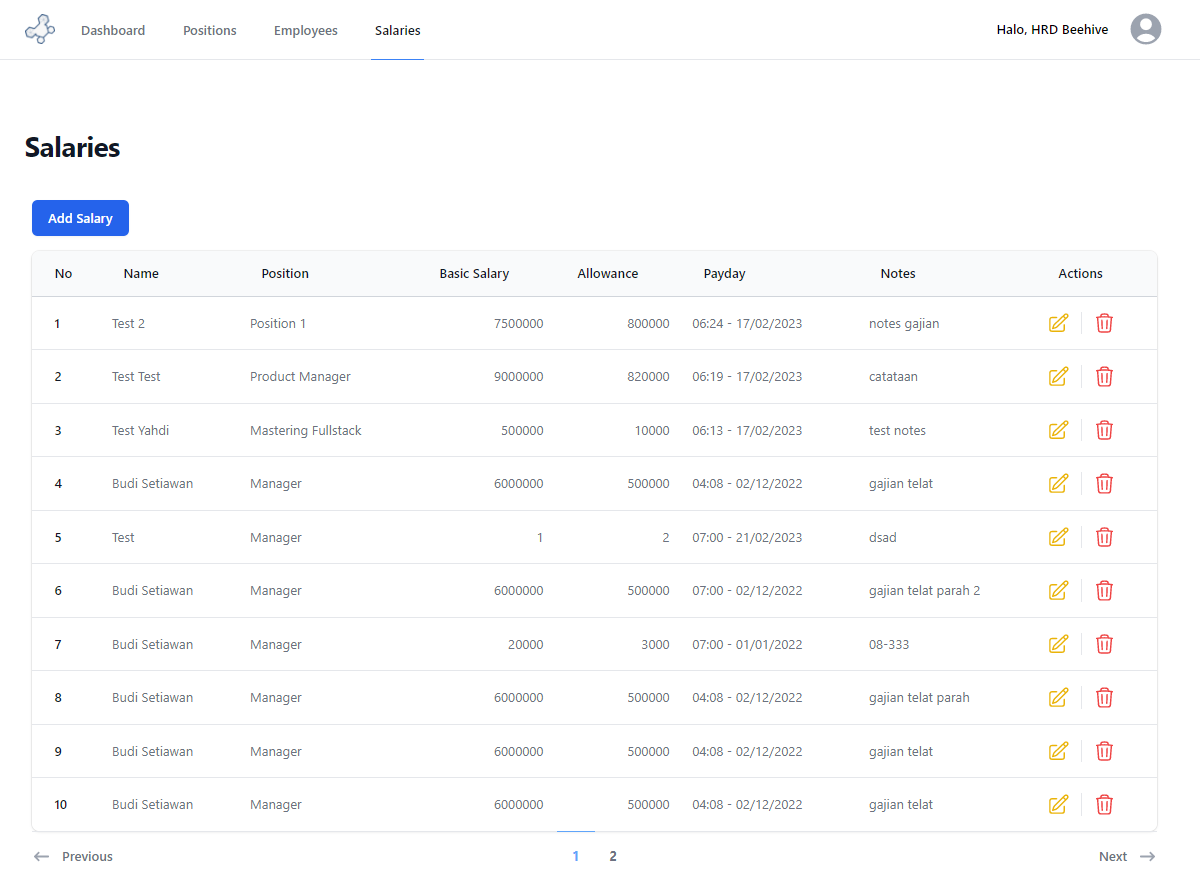 Dashboard Positions Employees Salaries Halo, HRD Beehive
Salaries
Add Salary
No Name Position Basic Salary Allowance Payday Notes Actions
1 Test 2 Position 1 7500000 800000 06:24 - 17/02/2023 notes gajian
2 Test Test Product Manager 9000000 820000 06:19 - 17/02/2023 catataan
3 Test Yahdi Mastering Fullstack 500000 10000 06:13 - 17/02/2023 test notes
4 Budi Setiawan Manager 6000000 500000 04:08 - 02/12/2022 gajian telat
5 Test Manager 1 2 07:00 - 21/02/2023 dsad
6 Budi Setiawan Manager 6000000 500000 07:00 - 02/12/2022 gajian telat parah 2
7 Budi Setiawan Manager 20000 3000 07:00 - 01/01/2022 08-333
8 Budi Setiawan Manager 6000000 500000 04:08 - 02/12/2022 gajian telat parah
9 Budi Setiawan Manager 6000000 500000 04:08 - 02/12/2022 gajian telat
10 Budi Setiawan Manager 6000000 500000 04:08 - 02/12/2022 gajian telat
Previous 1 2 Next